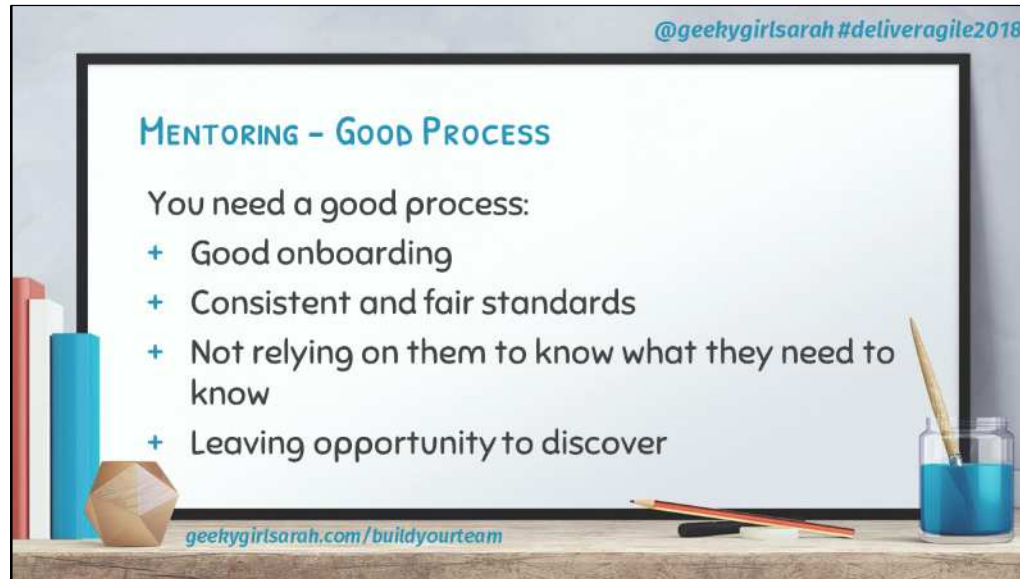 @geekygirlsarah #deliveragile2018
Mentoring – Good Process
You need a good process:
+ Good onboarding
+ Consistent and fair standards
+ Not relying on them to know what they need to
know
+ Leaving opportunity to discover
geekygirlsarah.com/buildyourteam